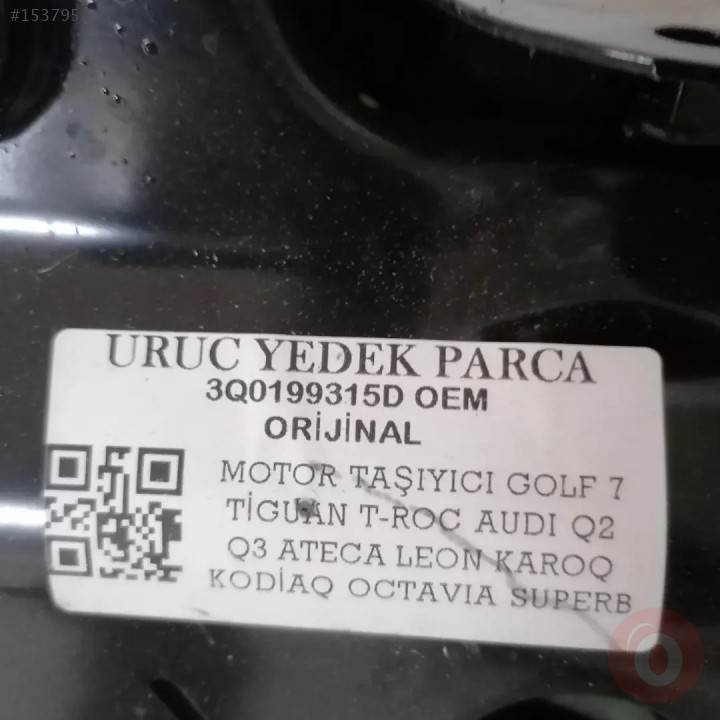 #153795
URUC YEDEK PARCA
3Q0199315D OEM
ORİJİNAL
MOTOR TAŞIYICI GOLF 7
TİGUAN T-ROC AUDI Q2
Q3 ATECA LEON KAROQ
KODİAQ OCTAVIA SUPERB